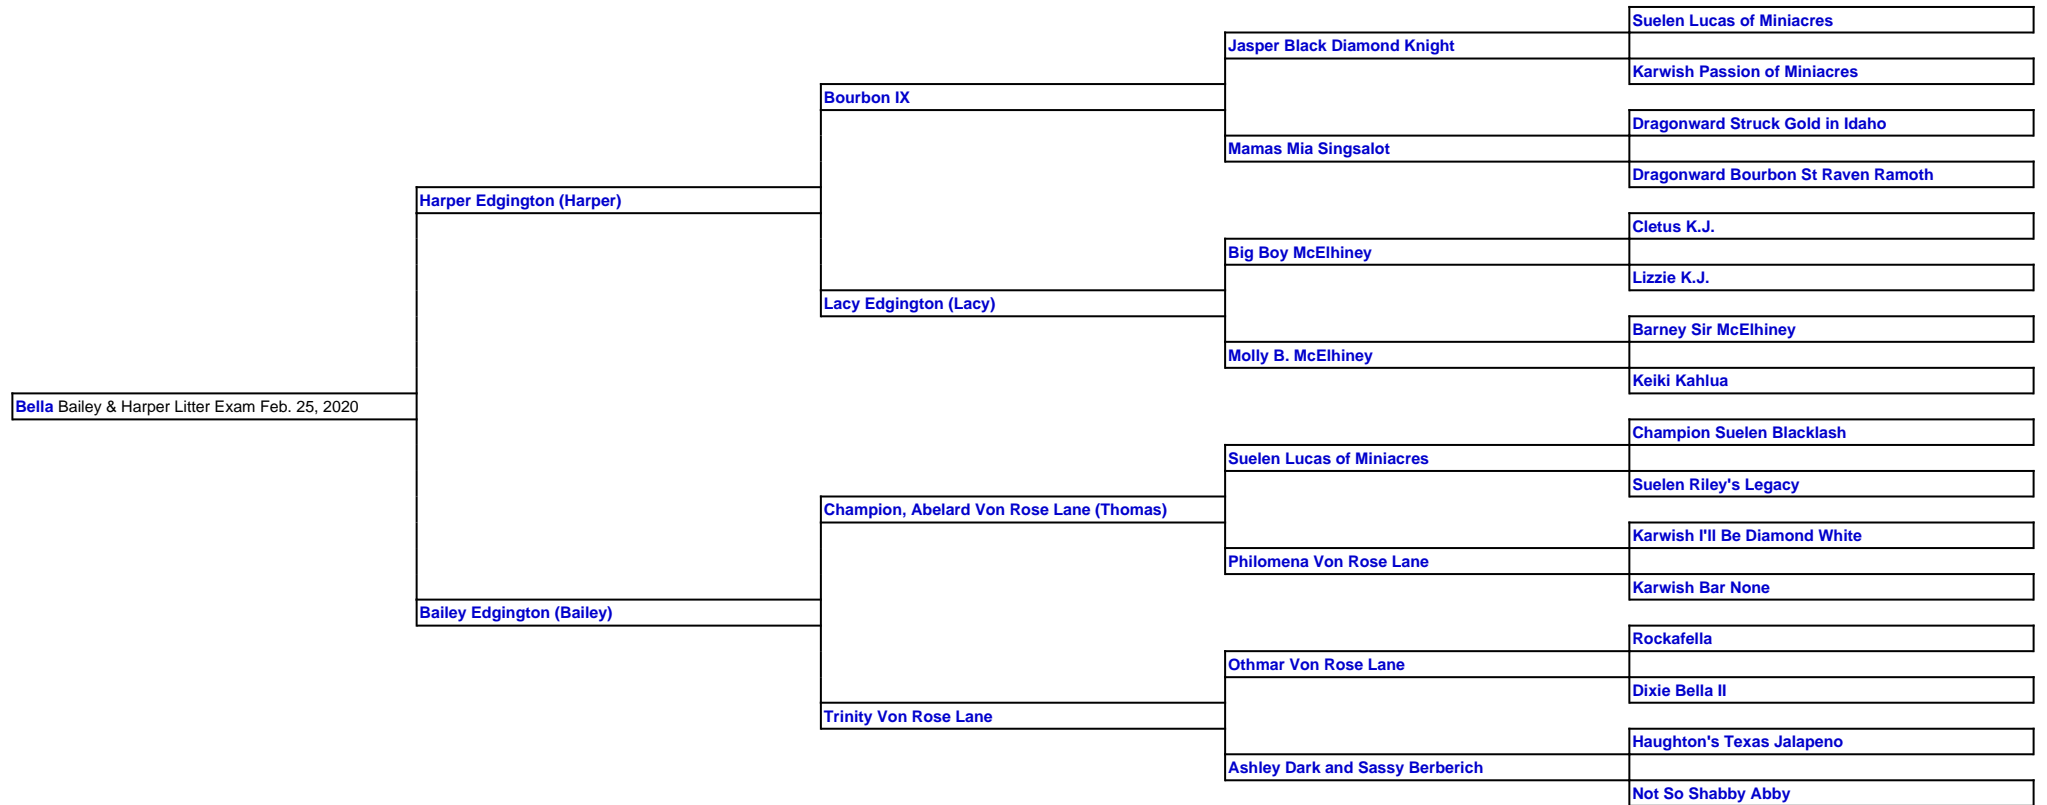 Suelen Lucas of Miniacres
Jasper Black Diamond Knight
Karwish Passion of Miniacres
Bourbon IX
Dragonward Struck Gold in Idaho
Mamas Mia Singsalot
Dragonward Bourbon St Raven Ramoth
Harper Edgington (Harper)
Cletus K.J.
Big Boy McElhiney
Lizzie K.J.
Lacy Edgington (Lacy)
Barney Sir McElhiney
Molly B. McElhiney
Keiki Kahlua
Bella Bailey & Harper Litter Exam Feb. 25, 2020
Champion Suelen Blacklash
Suelen Lucas of Miniacres
Suelen Riley's Legacy
Champion, Abelard Von Rose Lane (Thomas)
Karwish I'll Be Diamond White
Philomena Von Rose Lane
Karwish Bar None
Bailey Edgington (Bailey)
Rockafella
Othmar Von Rose Lane
Dixie Bella II
Trinity Von Rose Lane
Haughton's Texas Jalapeno
Ashley Dark and Sassy Berberich
Not So Shabby Abby